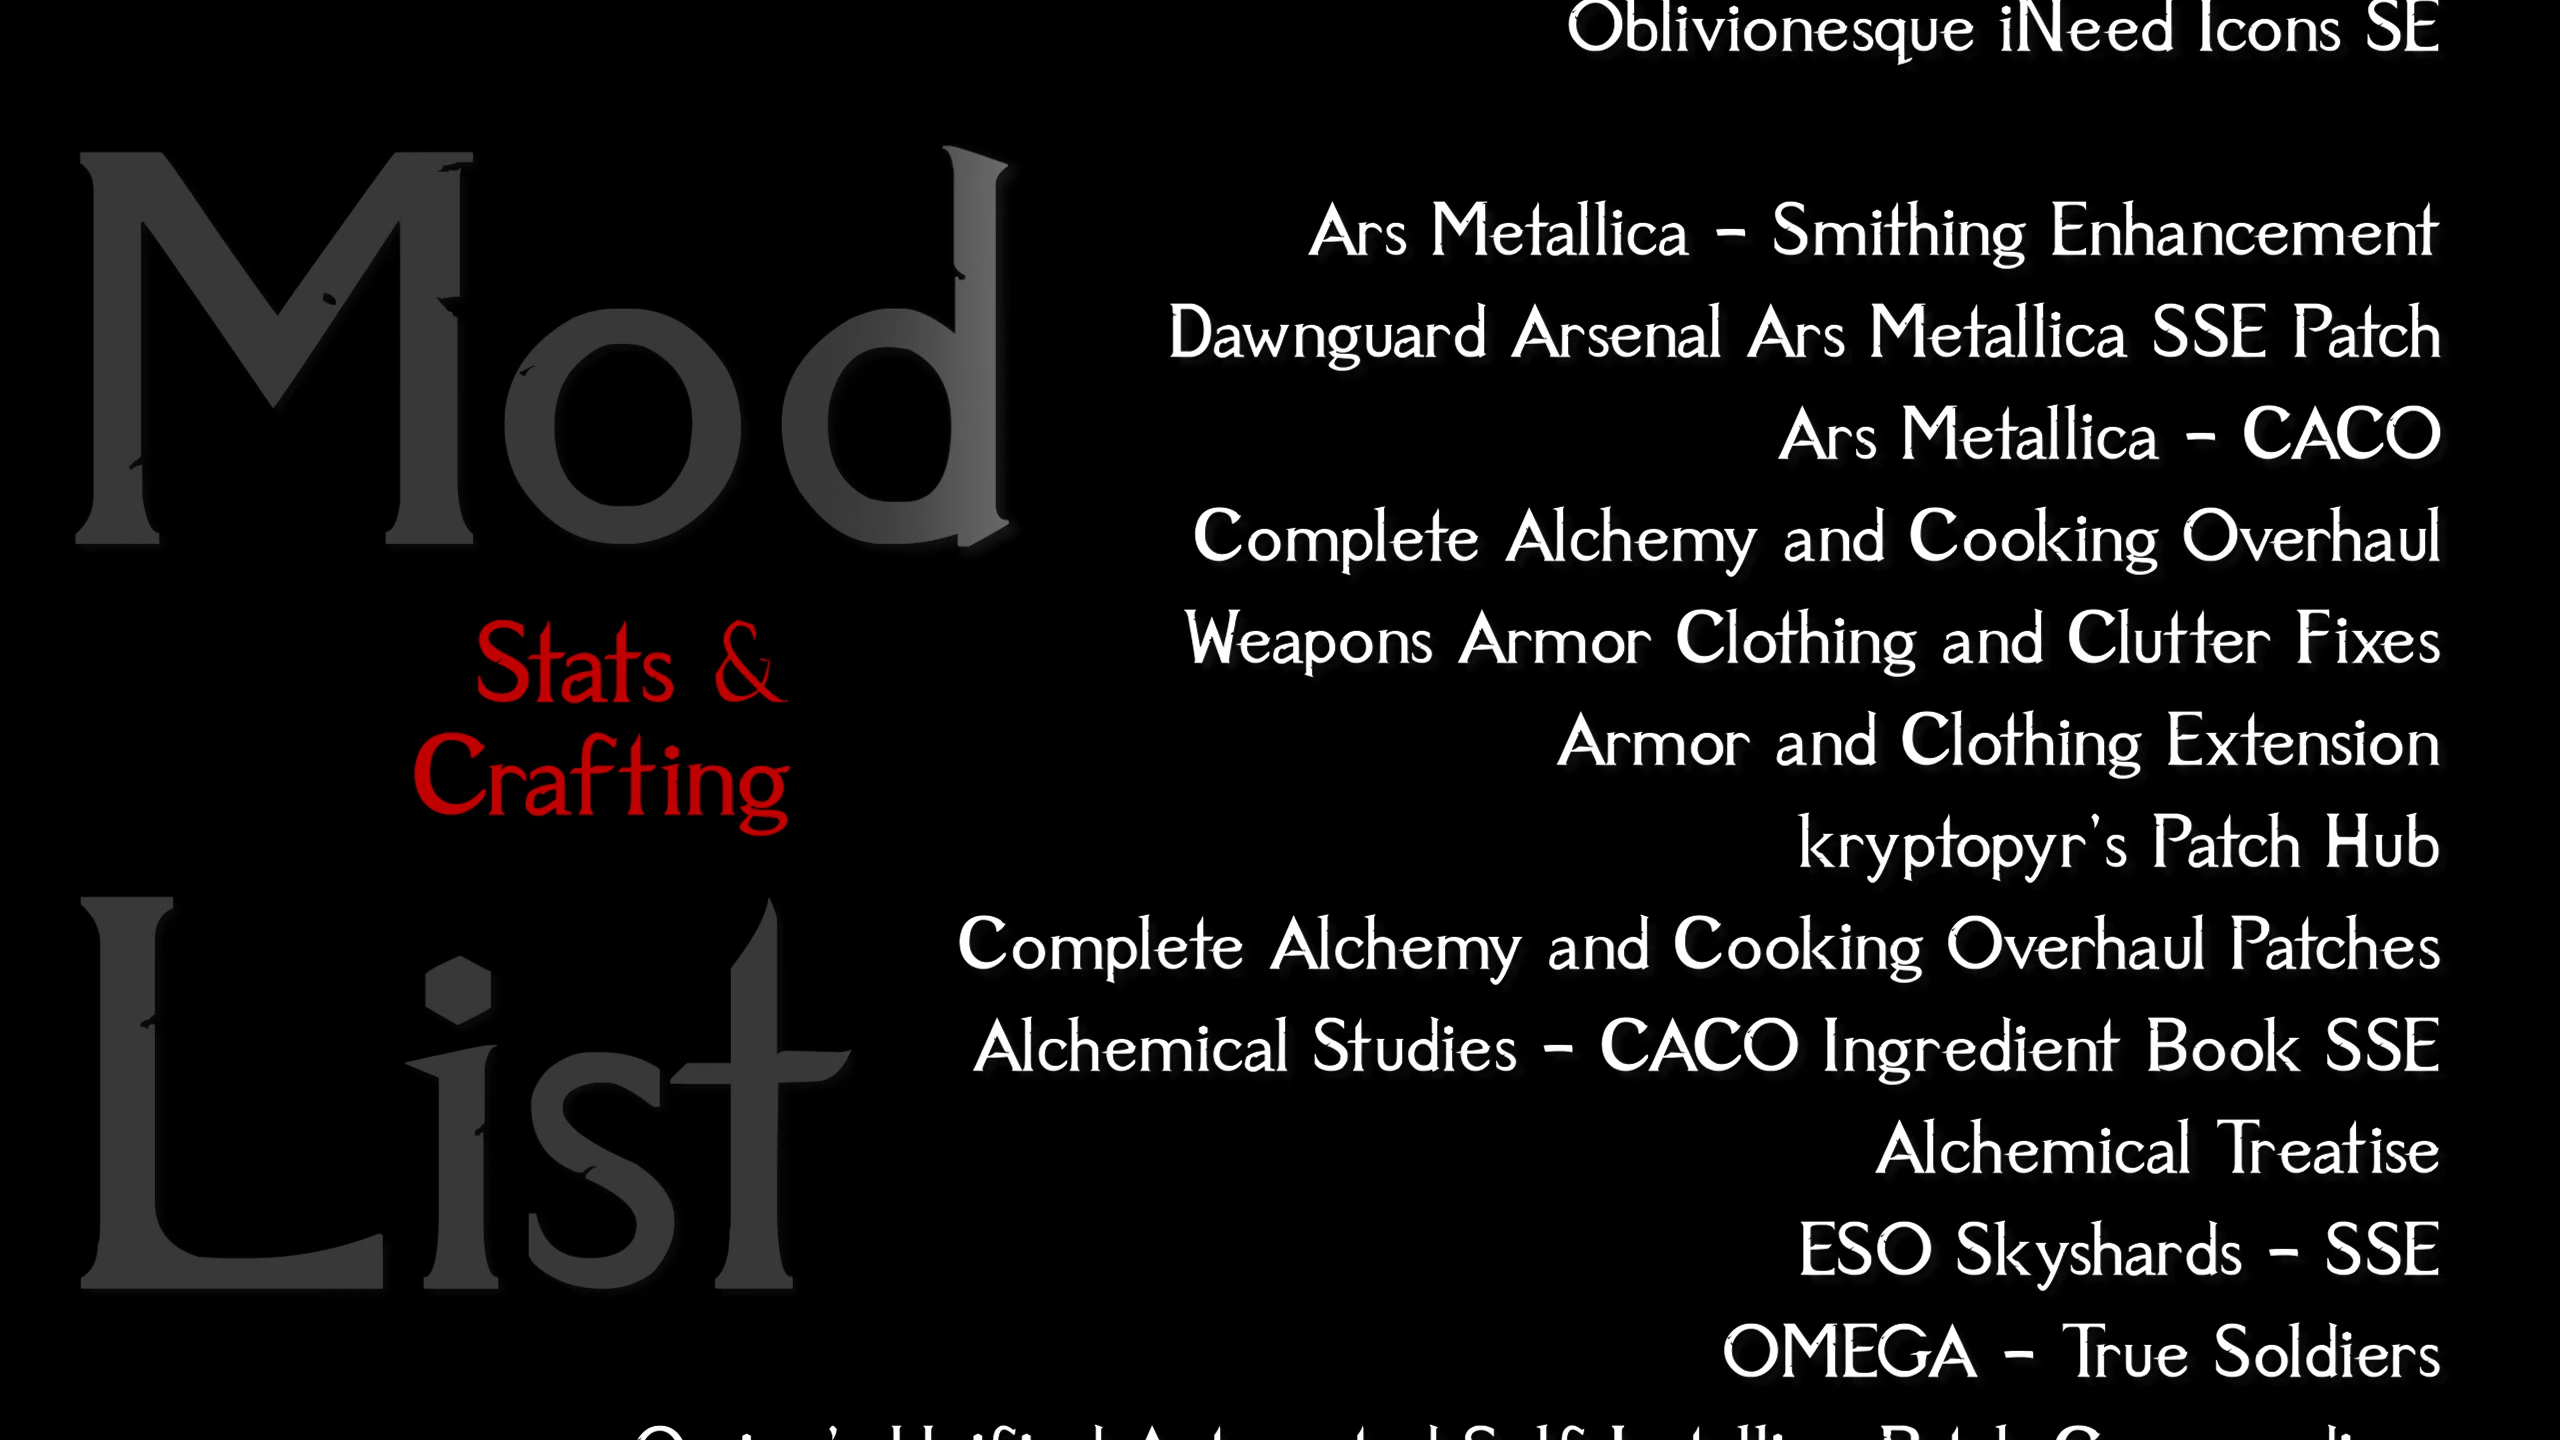 Oblivionesque iNeed Icons SE
Mod
Stats &
Crafting
List
Ars Metallica - Smithing Enhancement
Dawnguard Arsenal Ars Metallica SSE Patch
Ars Metallica - CACO
Complete Alchemy and Cooking Overhaul
Weapons Armor Clothing and Clutter Fixes
Armor and Clothing Extension
kryptopyr's Patch Hub
Complete Alchemy and Cooking Overhaul Patches
Alchemical Studies - CACO Ingredient Book SSE
Alchemical Treatise
ESO Skyshards - SSE
OMEGA - True Soldiers